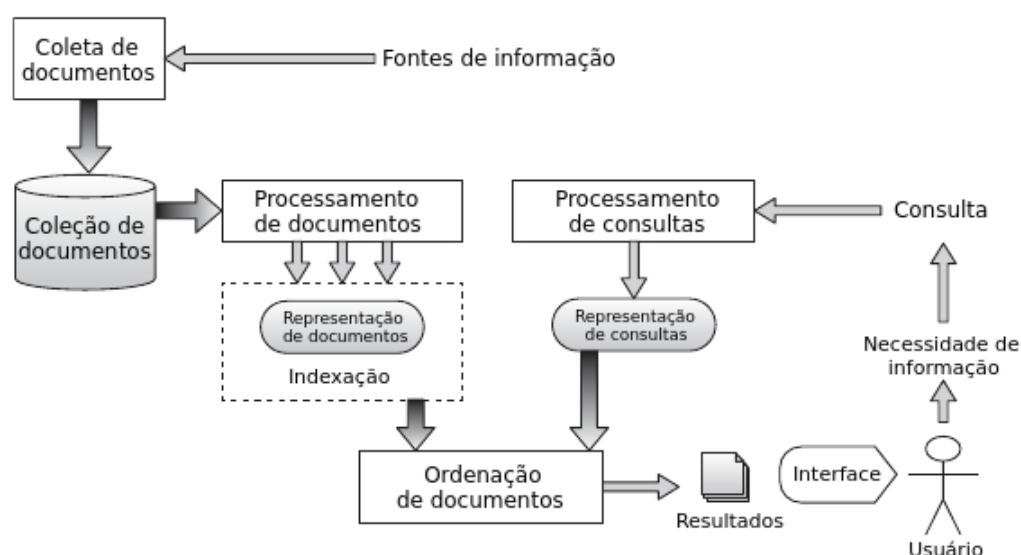 Coleta de
documentos
Fontes de informação
Coleção de
documentos
Processamento
de documentos
Processamento
de consultas
Consulta
Representação
de documentos
Indexação
Representação
de consultas
Necessidade de
informação
Ordenação
de documentos
Resultados
Interface
Usuário